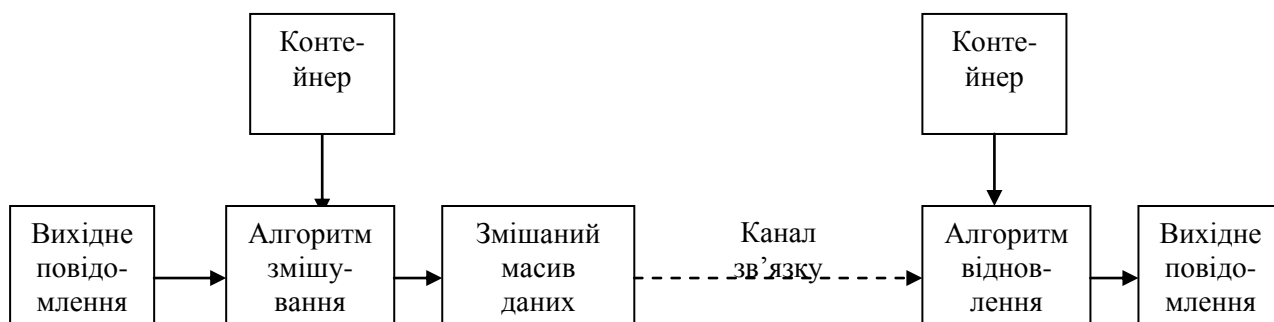 Конте-
йнер
Конте-
йнер
Вихідне
повідо-
млення
Алгоритм
змішу-
вання
Змішаний
масив
даних
Канал
зв’язку
Алгоритм
віднов-
лення
Вихідне
повідо-
млення